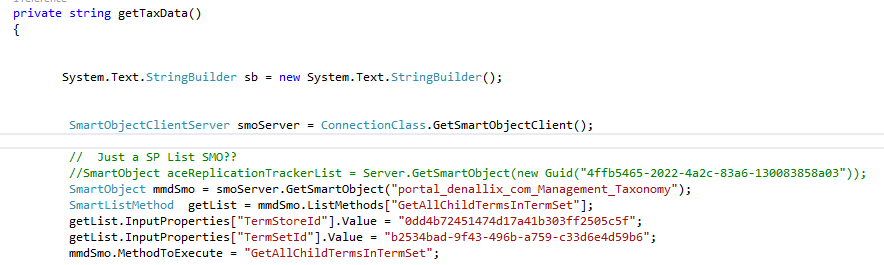 private string getTaxData()
{
System.Text.StringBuilder sb = new System.Text.StringBuilder();
SmartObjectClientServer smoServer = ConnectionClass.GetSmartObjectClient();
// Just a SP List SMO??
//SmartObject aceReplicationTrackerList = Server.GetSmartObject(new Guid("4ffb5465-2022-4a2c-83a6-130083858a03"));
SmartObject mmdSmo = smoServer.GetSmartObject("portal_denallix_com_Management_Taxonomy");
SmartListMethod getList = mmdSmo.ListMethods["GetAllChildTermsInTermSet"];
getList.InputProperties["TermStoreId"].Value = "0dd4b72451474d17a41b303ff2505c5f";
getList.InputProperties["TermSetId"].Value = "b2534bad-9f43-496b-a759-c33d6e4d59b6";
mmdSmo.MethodToExecute = "GetAllChildTermsInTermSet";